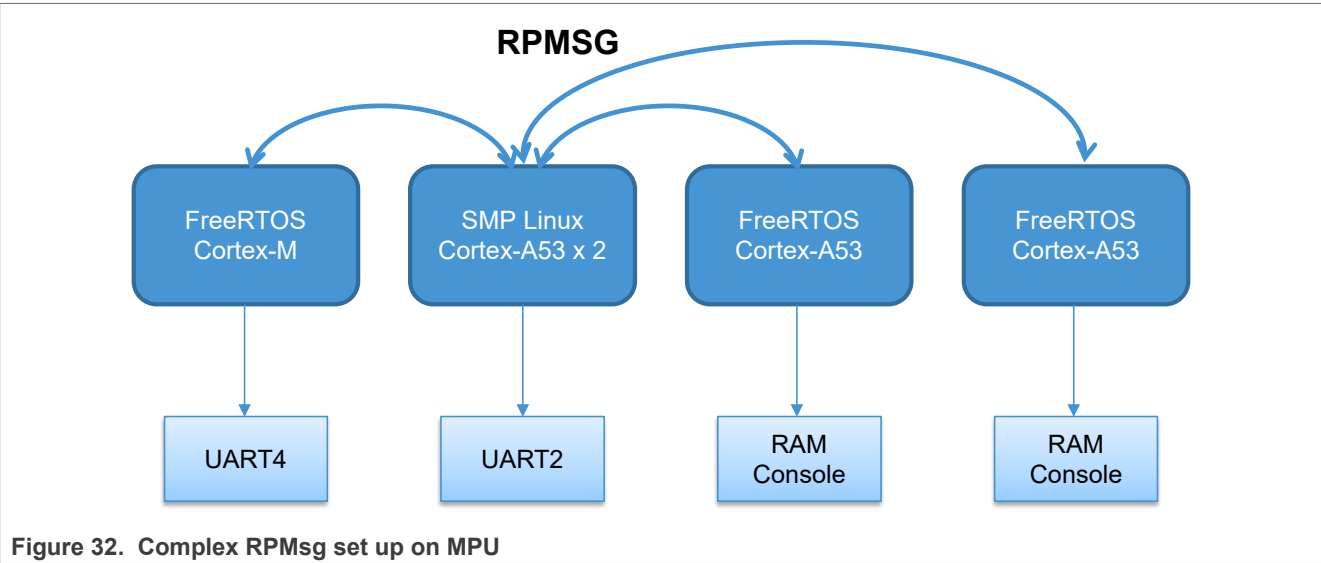 RPMSG
FreeRTOS
Cortex-M
SMP Linux
Cortex-A53 x 2
FreeRTOS
Cortex-A53
FreeRTOS
Cortex-A53
UART4
UART2
RAM
Console
RAM
Console
Figure 32. Complex RPMsg set up on MPU